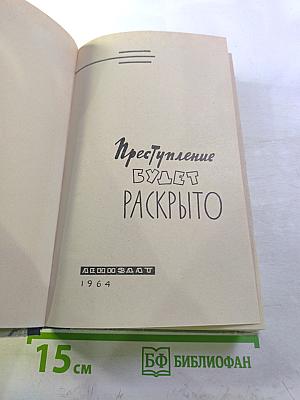 Преступление
БУДЕТ
РАСКРЫТО
ЛЕНИЗДАТ
1964
15 см
БФ БИБЛИОФАН